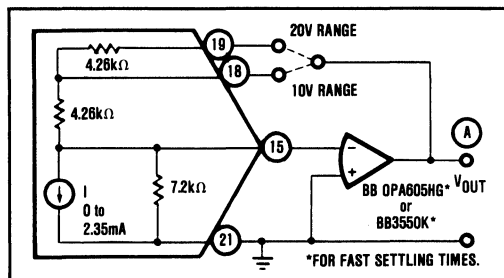 20V RANGE
19
4.26kΩ
18
10V RANGE
4.26kΩ
15
A
−
+
7.2kΩ
I
0 to
2.35mA
BB OPA605HG*
or
BB3550K*
VOUT
21
*FOR FAST SETTLING TIMES.